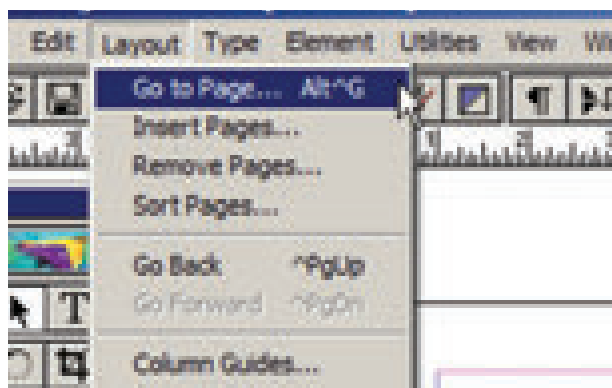 Edit Layout Type Element Utilities View
Go to Page... Alt^G
Insert Pages...
Remove Pages...
Sort Pages...
Go Back ^PgUp
Go Forward ^PgDn
Column Guides...
T